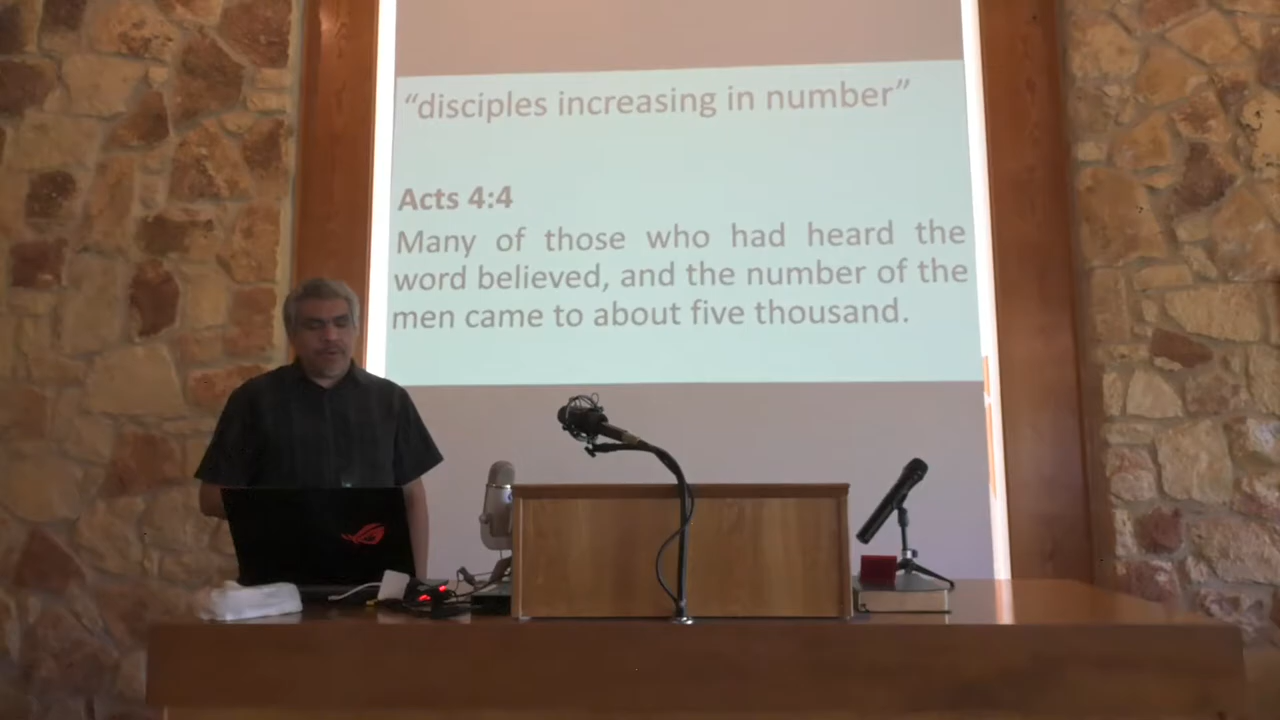 “disciples increasing in number”
Acts 4:4
Many of those who had heard the
word believed, and the number of the
men came to about five thousand.